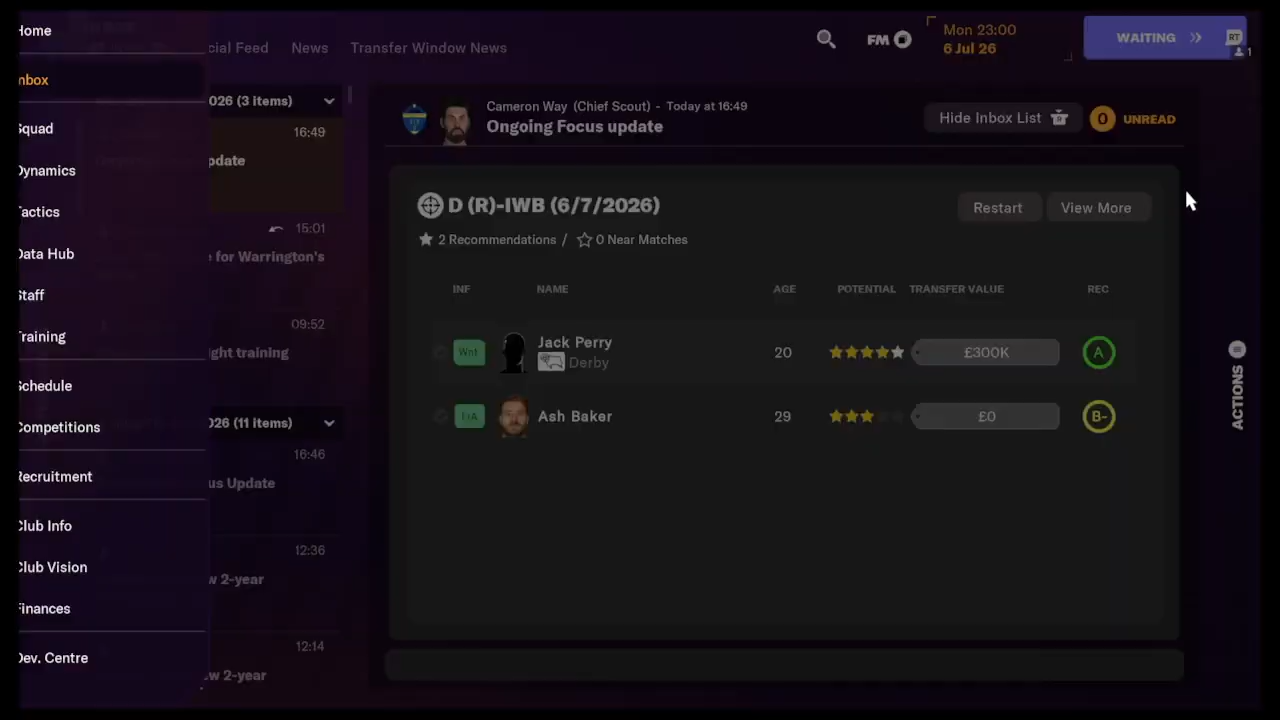 Home
nbox
Squad
Dynamics
Tactics
Data Hub
Staff
Training
Schedule
Competitions
Recruitment
Club Info
Club Vision
Finances
Dev. Centre
cial Feed
News
Transfer Window News
FM
Mon 23:00
6 Jul 26
WAITING
RT
1
026 (3 items)
16:49
pdate
15:01
e for Warrington's
09:52
ght training
026 (11 items)
16:46
us Update
12:36
w 2-year
12:14
w 2-year
Cameron Way (Chief Scout) - Today at 16:49
Ongoing Focus update
Hide Inbox List
0 UNREAD
D (R)-IWB (6/7/2026)
Restart
View More
2 Recommendations / 0 Near Matches
INF NAME AGE POTENTIAL TRANSFER VALUE REC
Wnt Jack Perry 20 £300K A
Derby
TrA Ash Baker 29 £0 B-
ACTIONS